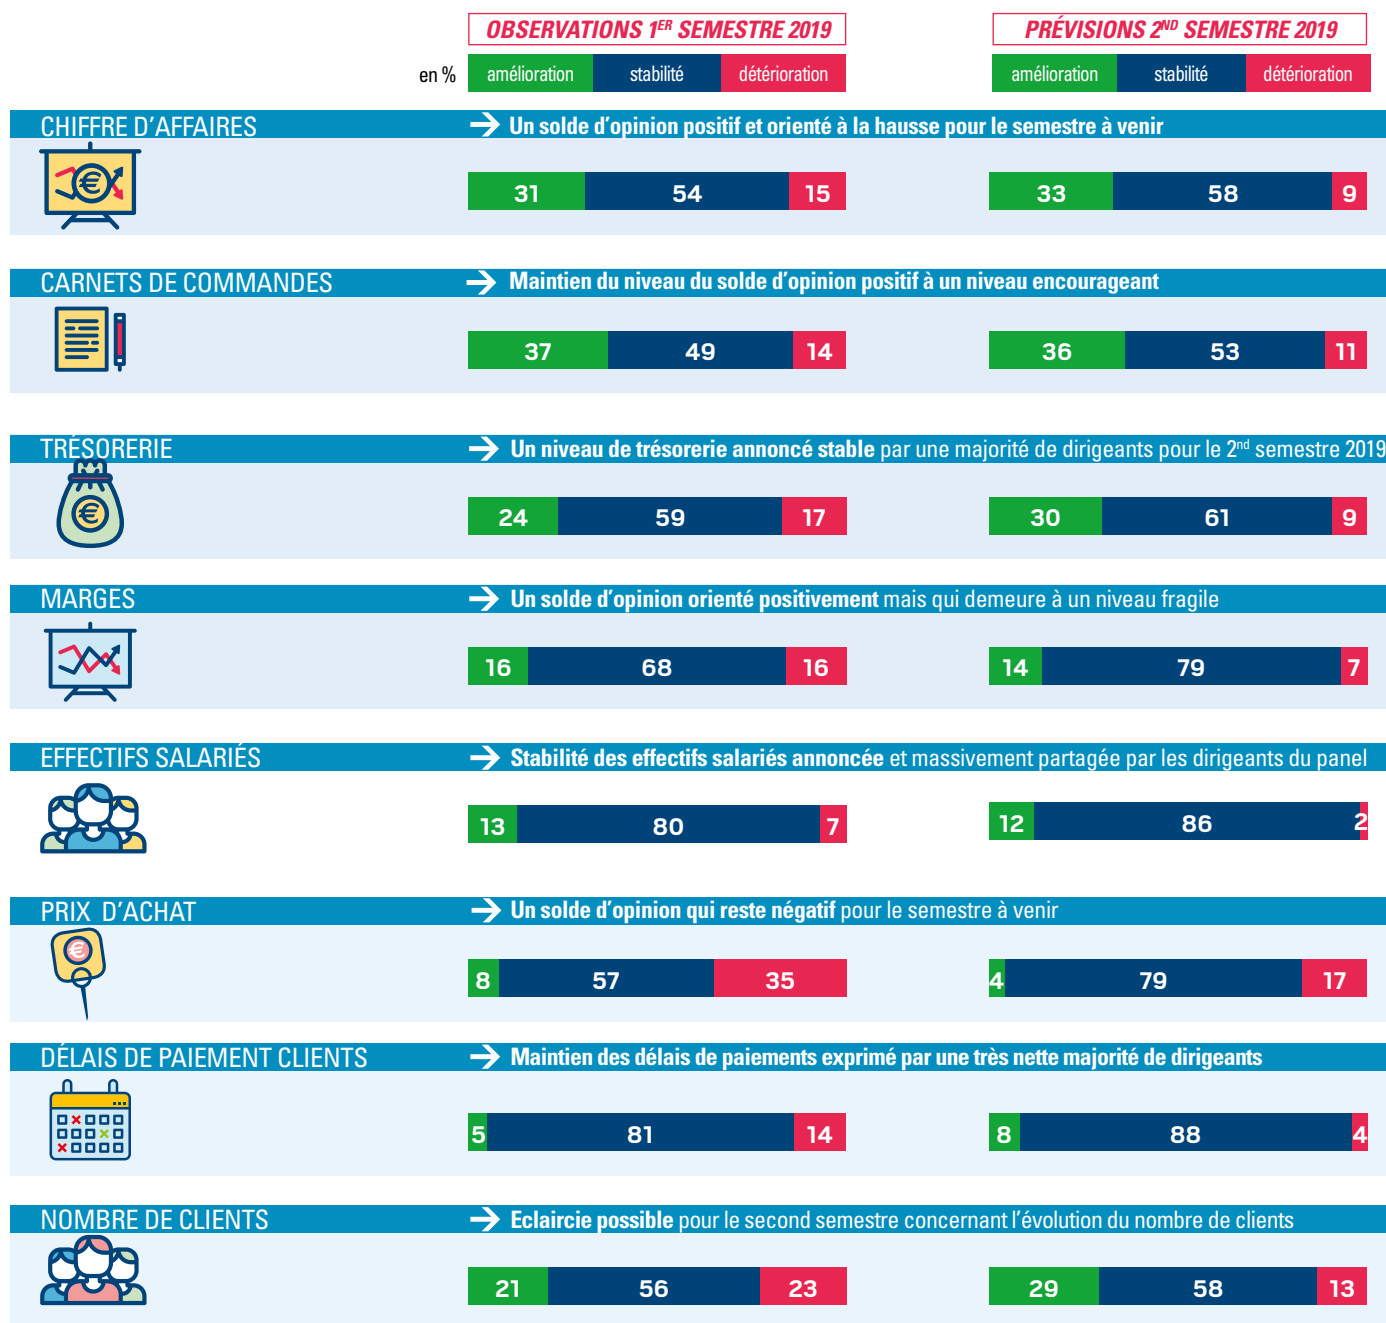 OBSERVATIONS 1ER SEMESTRE 2019
PRÉVISIONS 2ND SEMESTRE 2019
en % amélioration stabilité détérioration
amélioration stabilité détérioration
CHIFFRE D'AFFAIRES
→ Un solde d'opinion positif et orienté à la hausse pour le semestre à venir
€
31 54 15
33 58 9
CARNETS DE COMMANDES
→ Maintien du niveau du solde d'opinion positif à un niveau encourageant
37 49 14
36 53 11
TRÉSORERIE
→ Un niveau de trésorerie annoncé stable par une majorité de dirigeants pour le 2nd semestre 2019
€
24 59 17
30 61 9
MARGES
→ Un solde d'opinion orienté positivement mais qui demeure à un niveau fragile
16 68 16
14 79 7
EFFECTIFS SALARIÉS
→ Stabilité des effectifs salariés annoncée et massivement partagée par les dirigeants du panel
13 80 7
12 86 2
PRIX D'ACHAT
→ Un solde d'opinion qui reste négatif pour le semestre à venir
€
8 57 35
4 79 17
DÉLAIS DE PAIEMENT CLIENTS
→ Maintien des délais de paiements exprimé par une très nette majorité de dirigeants
5 81 14
8 88 4
NOMBRE DE CLIENTS
→ Eclaircie possible pour le second semestre concernant l'évolution du nombre de clients
21 56 23
29 58 13